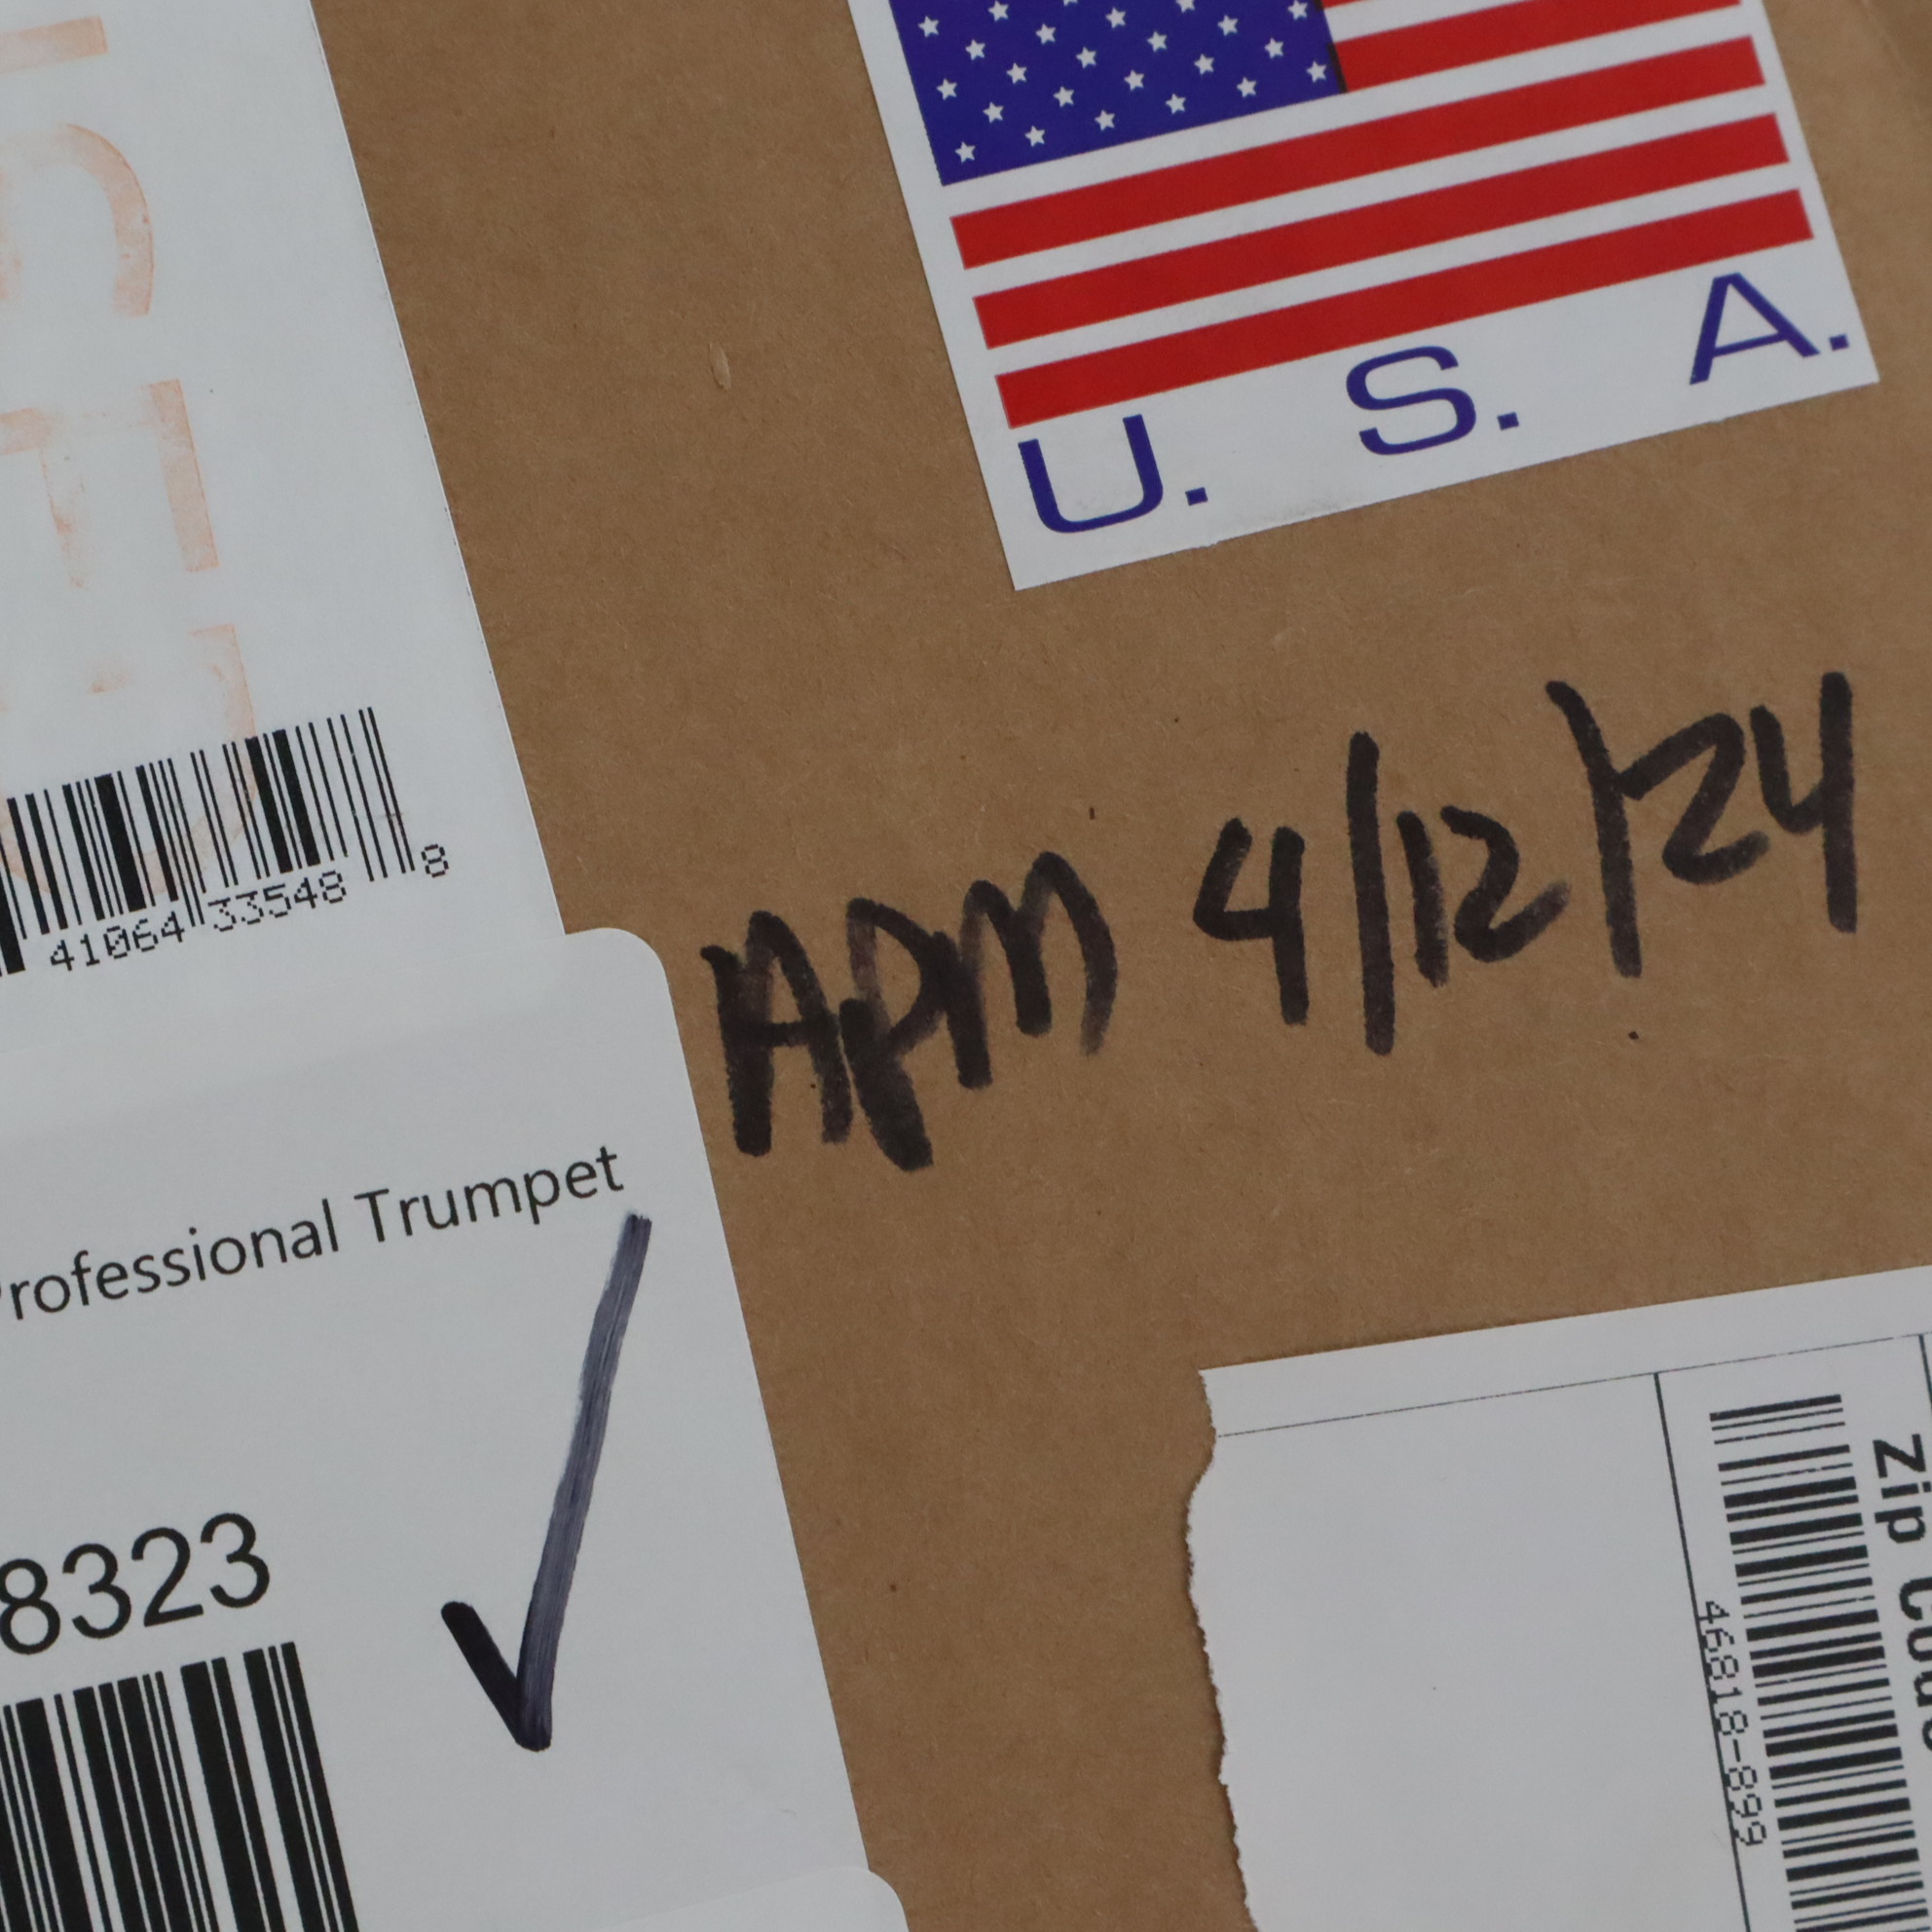 U. S. A.
41064 33548 8
APM 4/12/24
Professional Trumpet
8323
Zip Code
46818-899